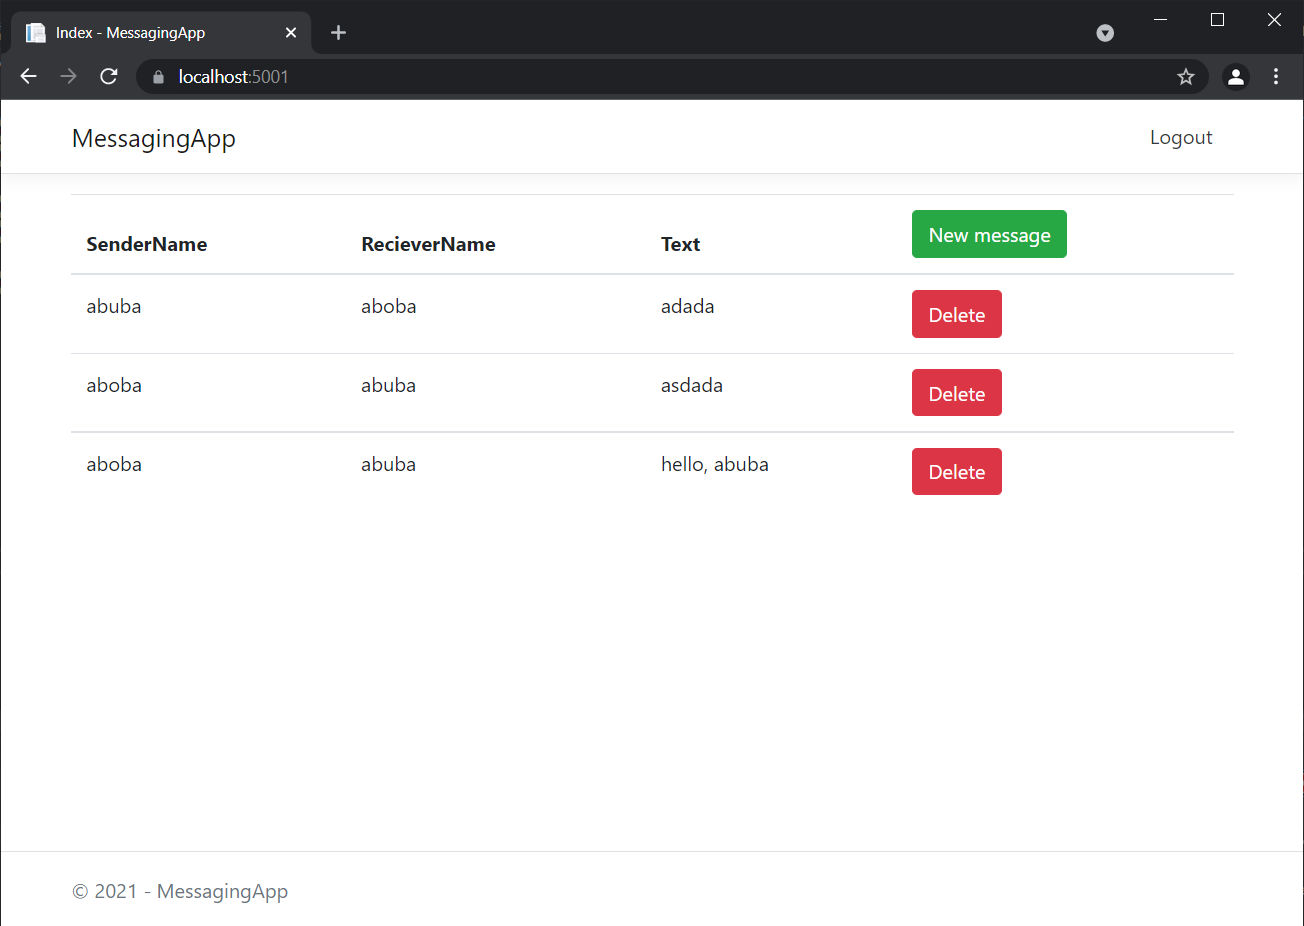 Index - MessagingApp
localhost:5001
MessagingApp Logout
SenderName RecieverName Text New message
abuba aboba adada Delete
aboba abuba asdada Delete
aboba abuba hello, abuba Delete
© 2021 - MessagingApp